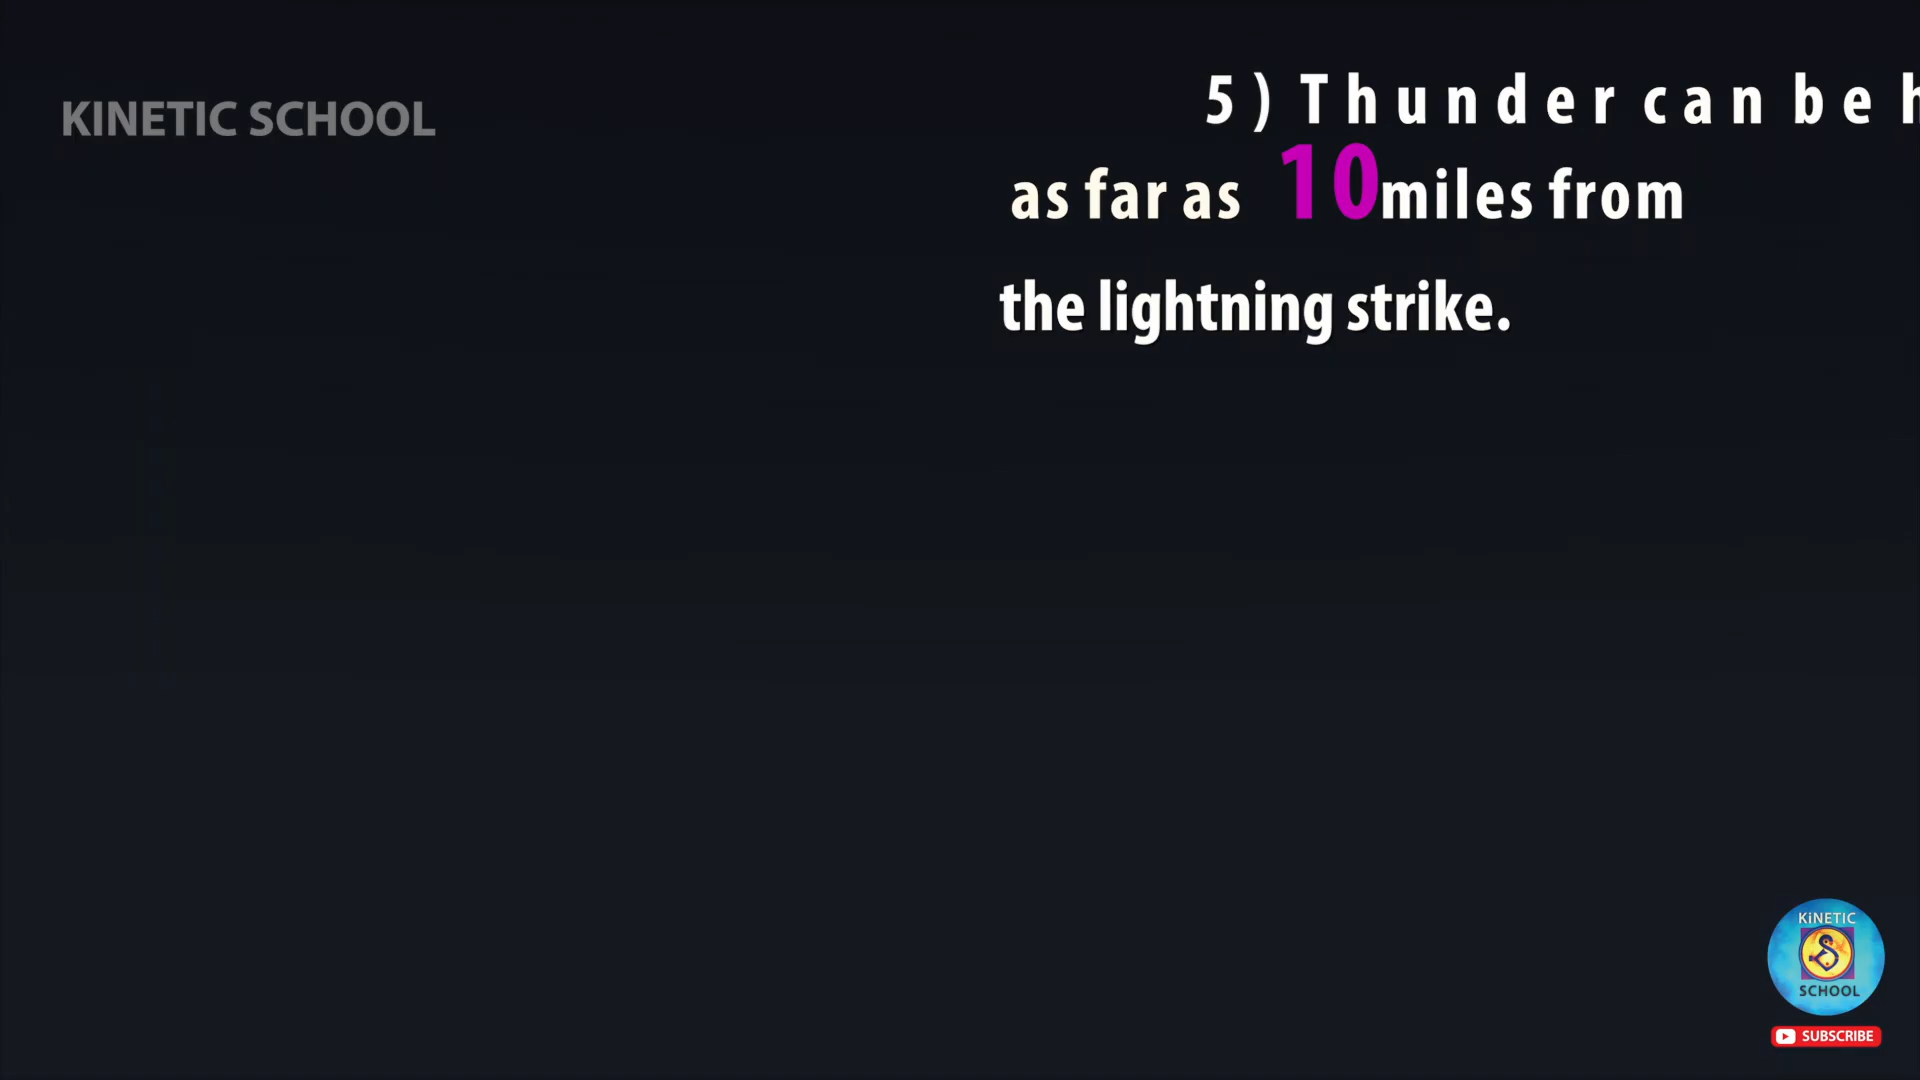 KINETIC SCHOOL
5) Thunder can be h
as far as 10 miles from
the lightning strike.
KiNETIC
SCHOOL
SUBSCRIBE